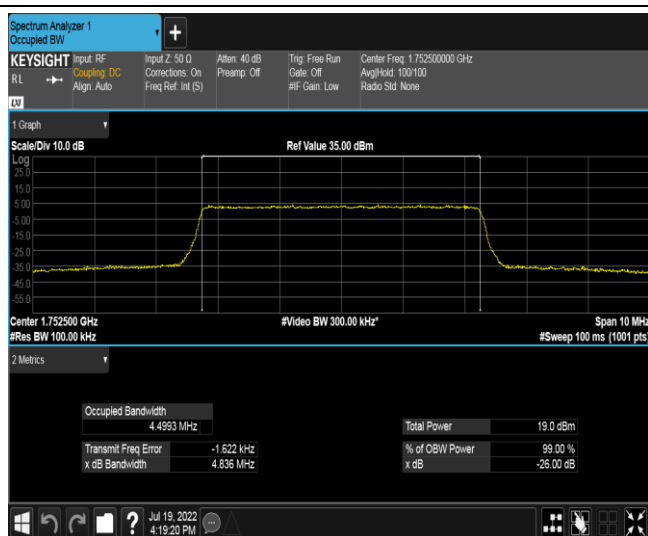 Spectrum Analyzer 1
Occupied BW
+
KEYSIGHT Input: RF Input Z: 50 Ω Atten: 40 dB Trig: Free Run Center Freq: 1.752500000 GHz
RL Coupling: DC Corrections: On Preamp: Off Gate: Off Avg|Hold: 100/100
Align: Auto Freq Ref: Int (S) #IF Gain: Low Radio Std: None
LXI
1 Graph
Scale/Div 10.0 dB Ref Value 35.00 dBm
Log
25.0
15.0
5.00
-5.00
-15.0
-25.0
-35.0
-45.0
-55.0
Center 1.752500 GHz #Video BW 300.00 kHz* Span 10 MHz
#Res BW 100.00 kHz #Sweep 100 ms (1001 pts)
2 Metrics
Occupied Bandwidth
4.4993 MHz Total Power 19.0 dBm
Transmit Freq Error -1.622 kHz % of OBW Power 99.00 %
x dB Bandwidth 4.836 MHz x dB -26.00 dB
? Jul 19, 2022
4:19:20 PM